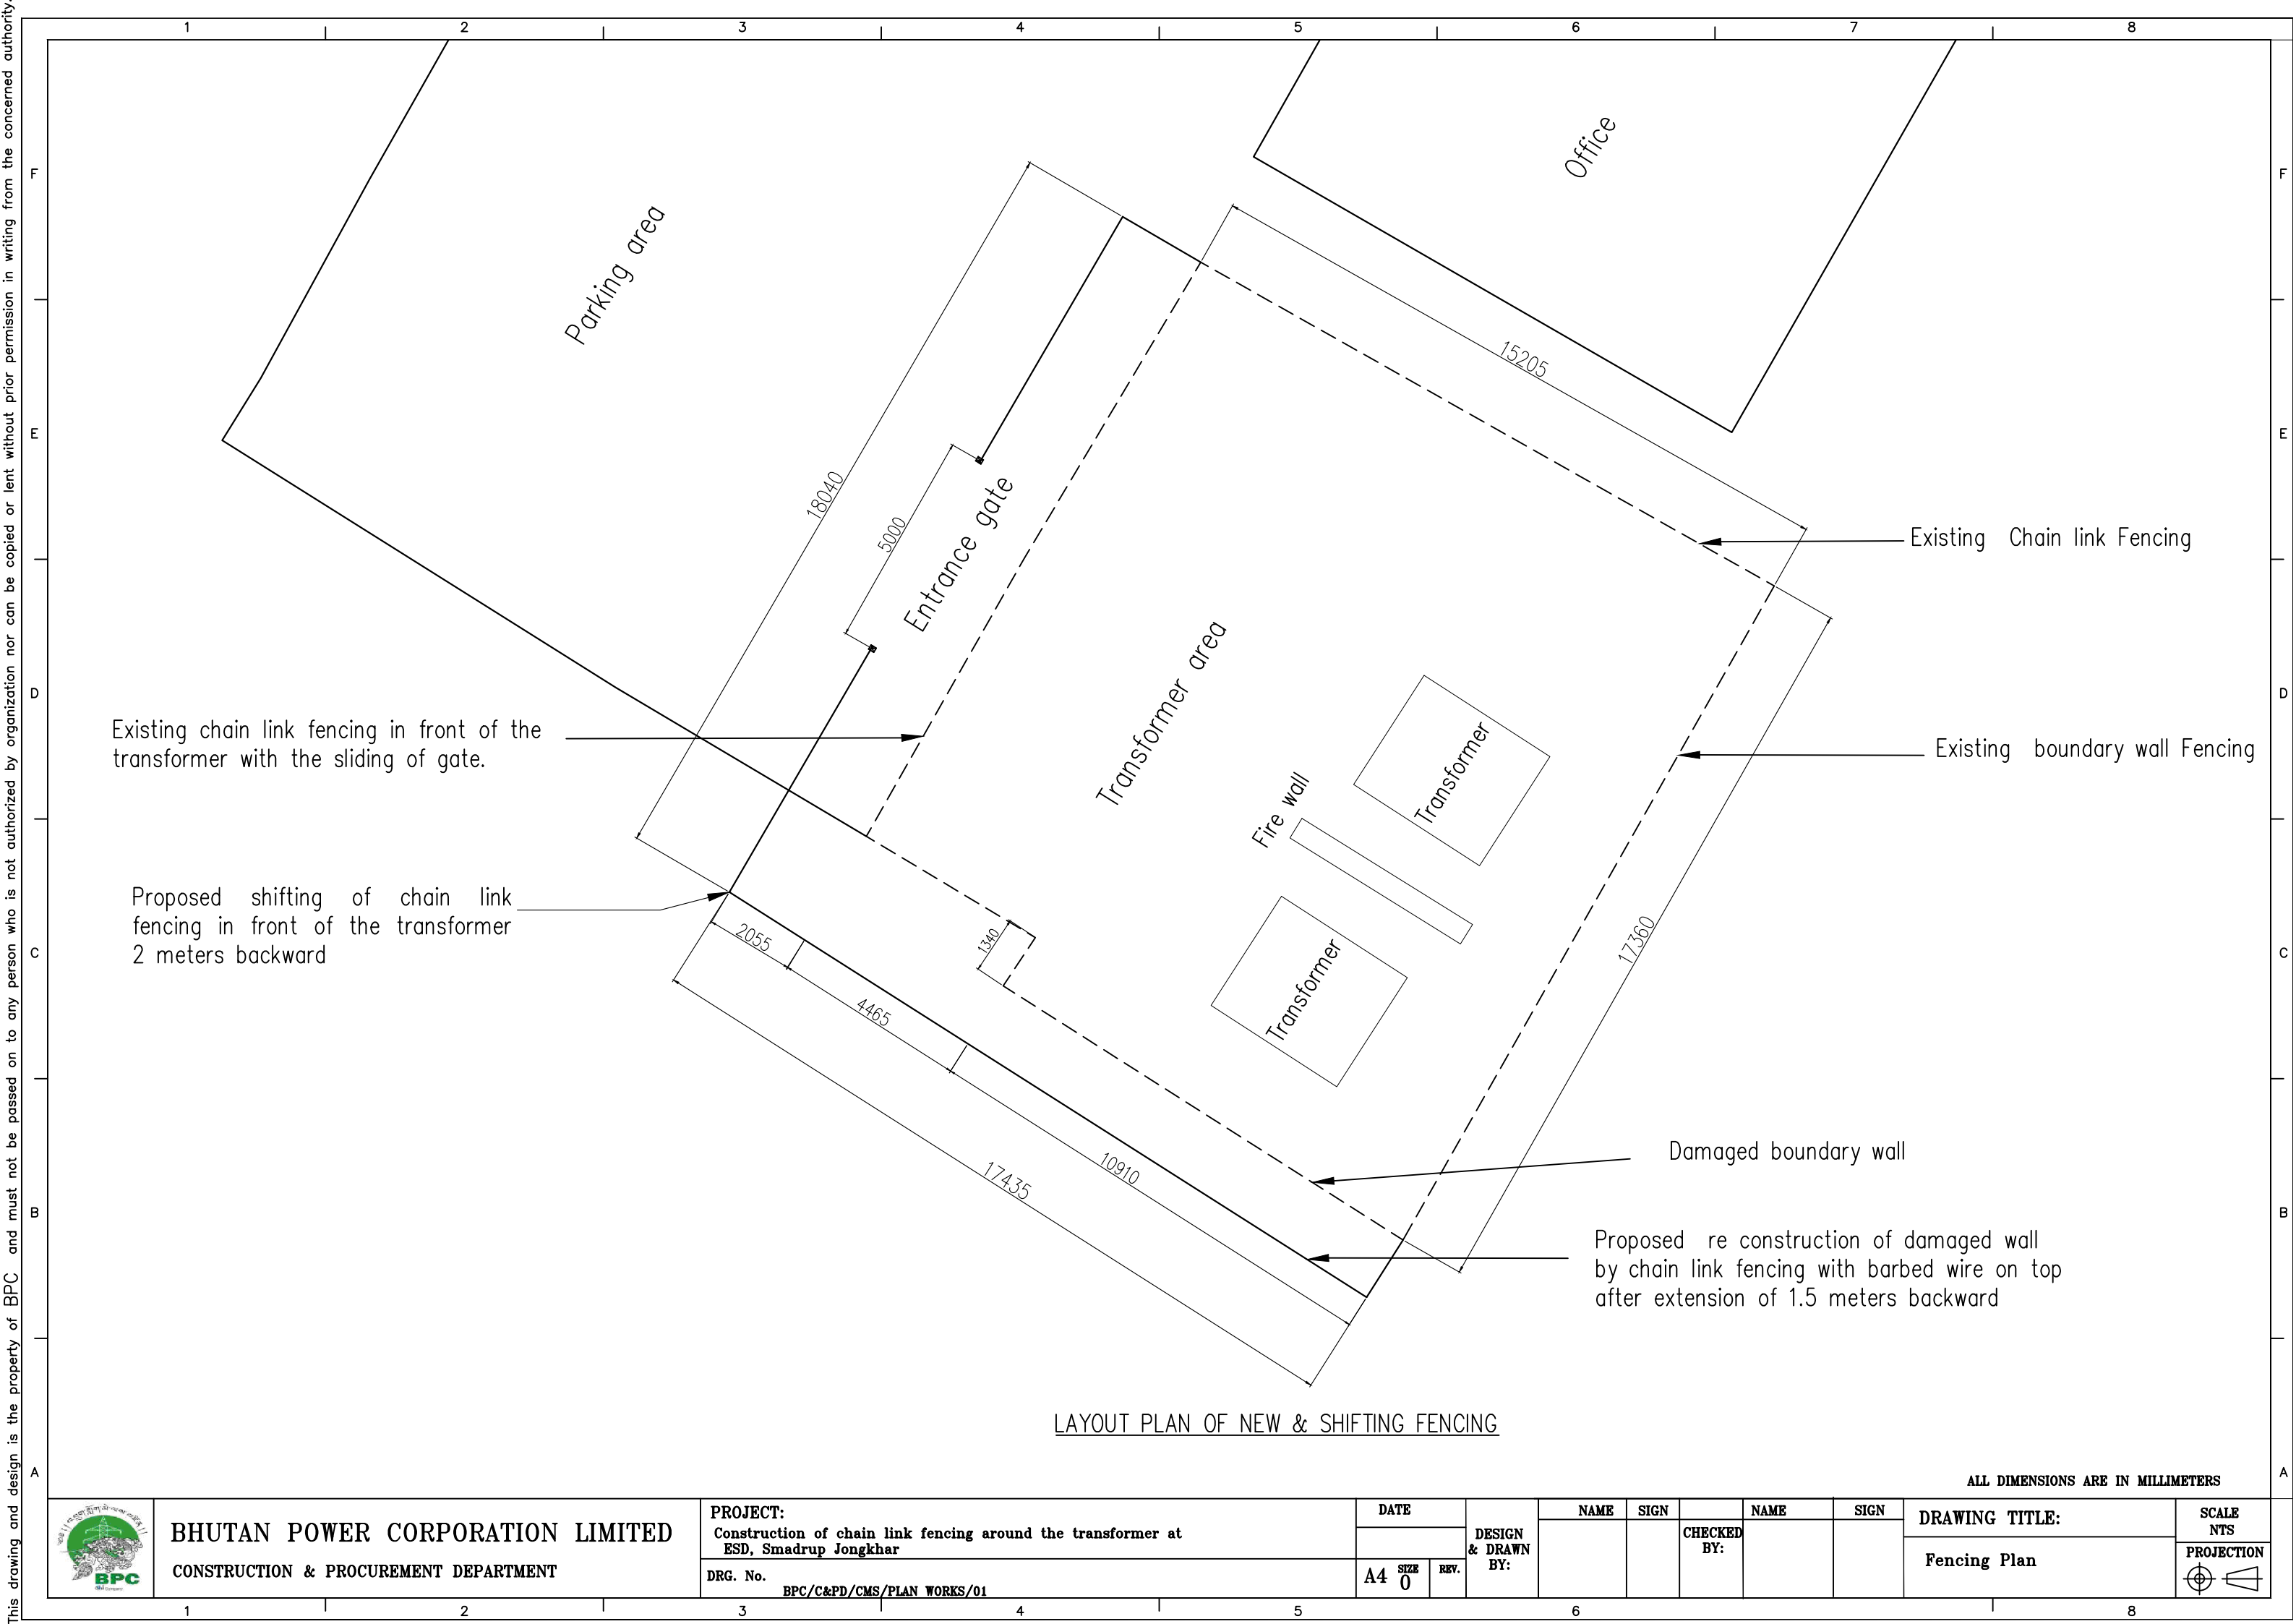 This drawing and design is the property of BPC and must not be passed on to any person who is not authorized by organization nor can be copied or lent without prior permission in writing from the concerned authority.
1 2 3 4 5 6 7 8
F F
E E
D D
C C
B B
A A
Parking area
Office
15205
18040
5000
Entrance gate
Existing Chain link Fencing
Transformer area
Existing chain link fencing in front of the
transformer with the sliding of gate.
Transformer
Existing boundary wall Fencing
Fire wall
Proposed shifting of chain link
fencing in front of the transformer
2 meters backward
2055
1340
17360
Transformer
4465
10910
17435
Damaged boundary wall
Proposed re construction of damaged wall
by chain link fencing with barbed wire on top
after extension of 1.5 meters backward
LAYOUT PLAN OF NEW & SHIFTING FENCING
ALL DIMENSIONS ARE IN MILLIMETERS
BPC
BHUTAN POWER CORPORATION LIMITED
CONSTRUCTION & PROCUREMENT DEPARTMENT
PROJECT:
Construction of chain link fencing around the transformer at
ESD, Smadrup Jongkhar
DRG. No.
BPC/C&PD/CMS/PLAN WORKS/01
DATE
A4
SIZE
0
REV.
DESIGN
& DRAWN
BY:
NAME SIGN
CHECKED
BY:
NAME SIGN
DRAWING TITLE:
Fencing Plan
SCALE
NTS
PROJECTION
1 2 3 4 5 6 7 8